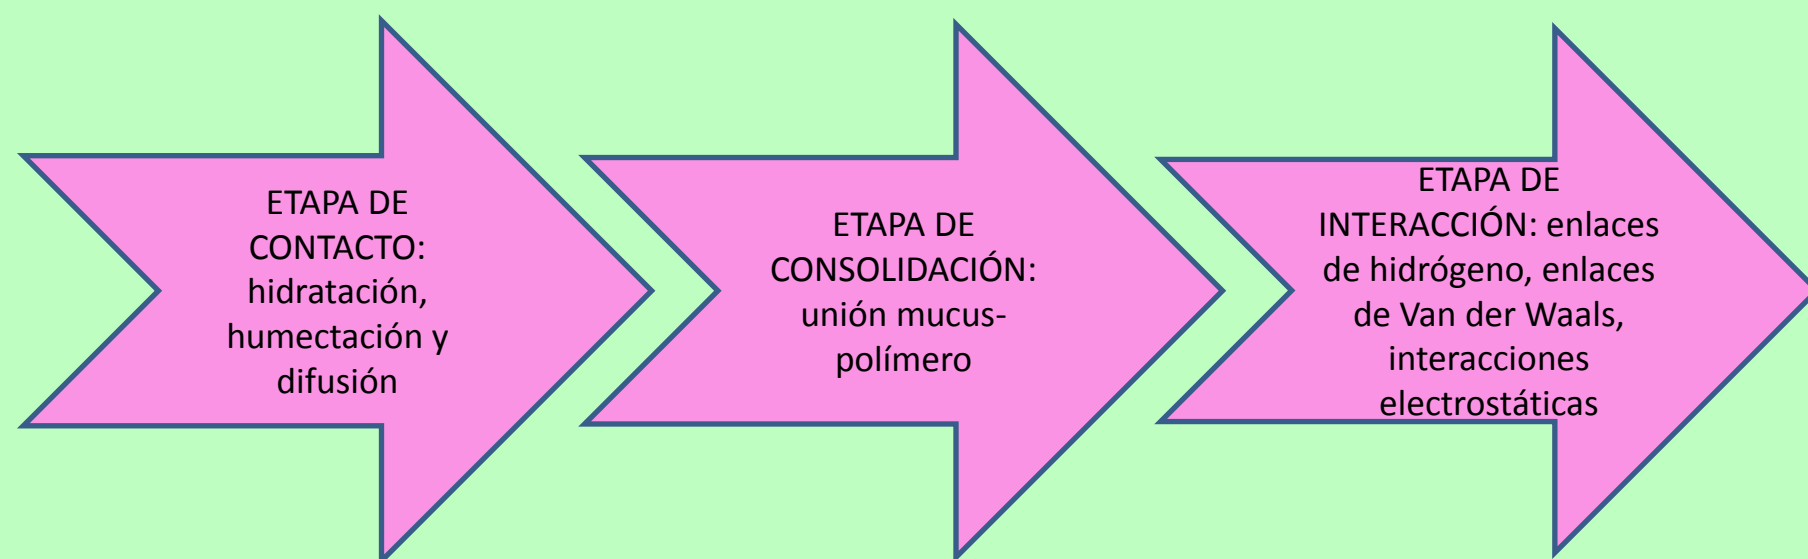 ETAPA DE
CONTACTO:
hidratación,
humectación y
difusión
ETAPA DE
CONSOLIDACIÓN:
unión mucus-
polímero
ETAPA DE
INTERACCIÓN: enlaces
de hidrógeno, enlaces
de Van der Waals,
interacciones
electrostáticas